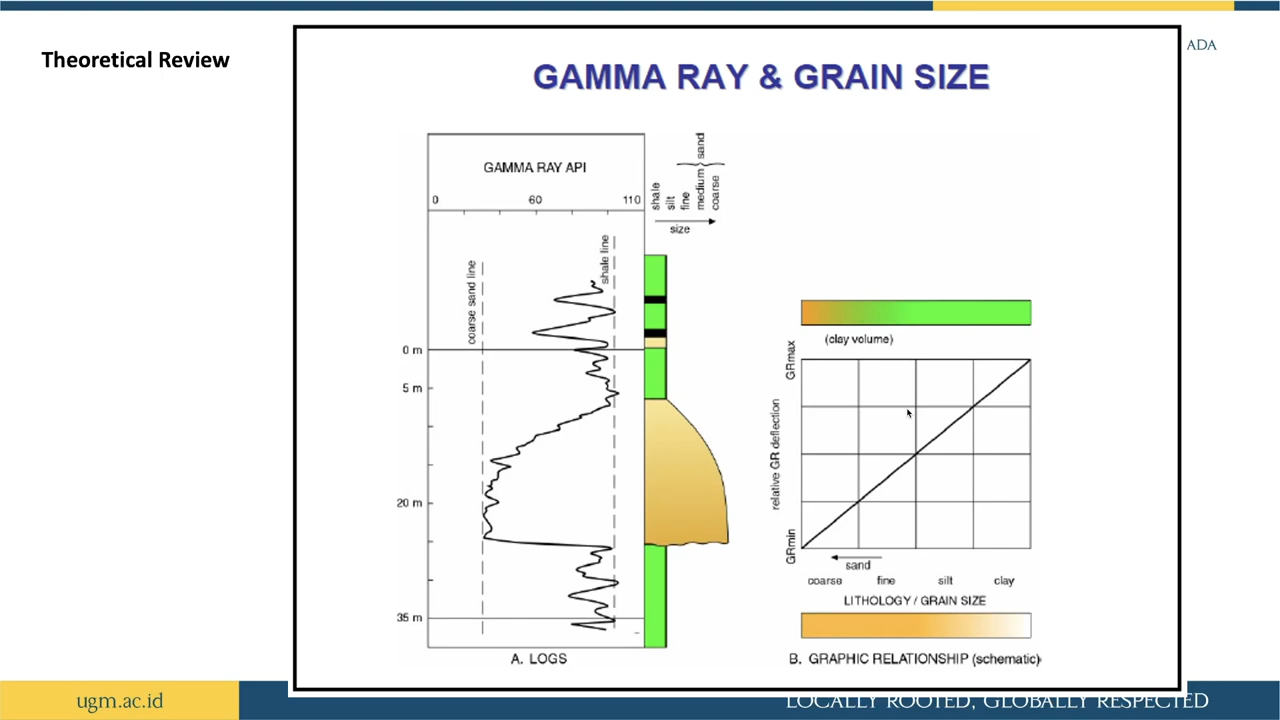 ADA
Theoretical Review
GAMMA RAY & GRAIN SIZE
GAMMA RAY API
0 60 110
shale
silt
fine
medium
coarse
sand
size
coarse sand line
shale line
0 m
5 m
20 m
35 m
A. LOGS
(clay volume)
GRmax
relative GR deflection
GRmin
sand
coarse fine silt clay
LITHOLOGY / GRAIN SIZE
B. GRAPHIC RELATIONSHIP (schematic)
ugm.ac.id
LOCALLY ROOTED, GLOBALLY RESPECTED